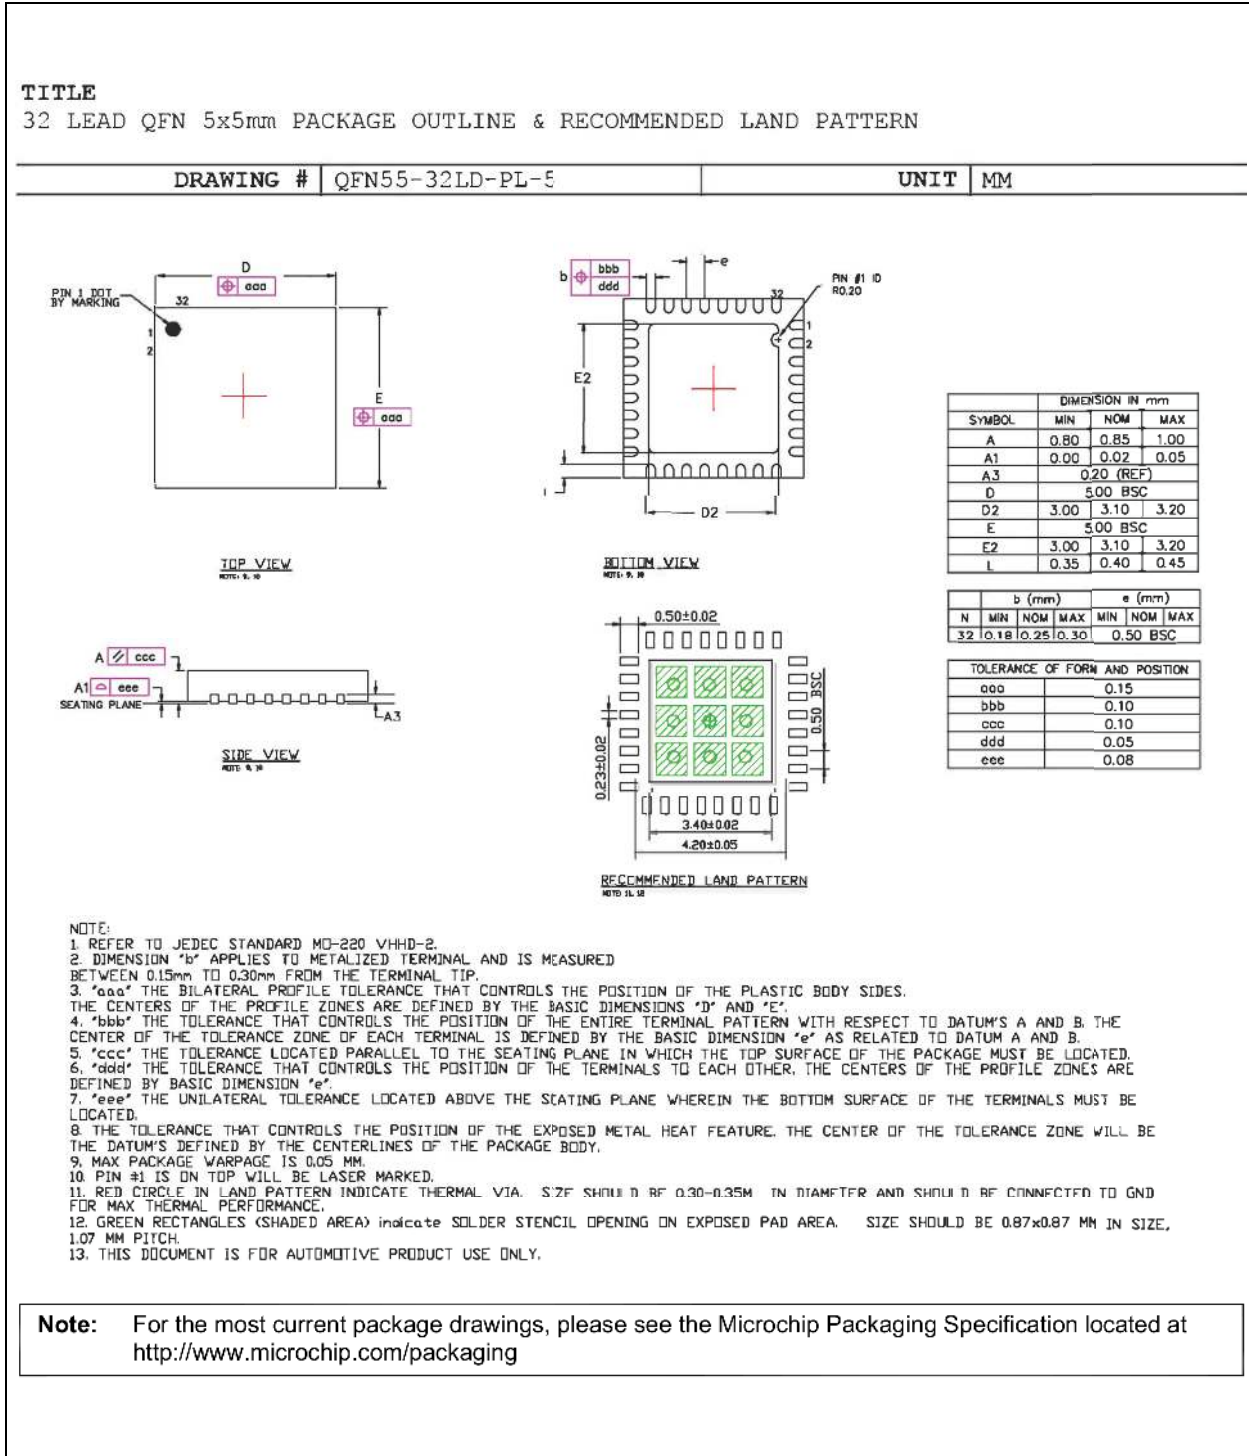 TITLE
32 LEAD QFN 5x5mm PACKAGE OUTLINE & RECOMMENDED LAND PATTERN
DRAWING # QFN55-32LD-PL-5 UNIT MM
D
aaa
PIN 1 DOT
BY MARKING
32
1
2
E
aaa
TOP VIEW
NOTE: 9, 10
b bbb
ddd
e
PIN #1 ID
R0.20
32
1
2
E2
D2
BOTTOM VIEW
NOTE: 9, 10
A ccc
A1 eee
SEATING PLANE
A3
SIDE VIEW
NOTE: 9, 10
0.50±0.02
0.50 BSC
0.23±0.02
3.40±0.02
4.20±0.05
RECOMMENDED LAND PATTERN
NOTE: 11, 12
DIMENSION IN mm
SYMBOL MIN NOM MAX
A 0.80 0.85 1.00
A1 0.00 0.02 0.05
A3 0.20 (REF)
D 5.00 BSC
D2 3.00 3.10 3.20
E 5.00 BSC
E2 3.00 3.10 3.20
L 0.35 0.40 0.45
b (mm) e (mm)
N MIN NOM MAX MIN NOM MAX
32 0.18 0.25 0.30 0.50 BSC
TOLERANCE OF FORM AND POSITION
aaa 0.15
bbb 0.10
ccc 0.10
ddd 0.05
eee 0.08
NOTE:
1. REFER TO JEDEC STANDARD MO-220 VHHD-2.
2. DIMENSION "b" APPLIES TO METALIZED TERMINAL AND IS MEASURED
BETWEEN 0.15mm TO 0.30mm FROM THE TERMINAL TIP.
3. "aaa" THE BILATERAL PROFILE TOLERANCE THAT CONTROLS THE POSITION OF THE PLASTIC BODY SIDES.
THE CENTERS OF THE PROFILE ZONES ARE DEFINED BY THE BASIC DIMENSIONS "D" AND "E".
4. "bbb" THE TOLERANCE THAT CONTROLS THE POSITION OF THE ENTIRE TERMINAL PATTERN WITH RESPECT TO DATUM'S A AND B. THE
CENTER OF THE TOLERANCE ZONE OF EACH TERMINAL IS DEFINED BY THE BASIC DIMENSION "e" AS RELATED TO DATUM A AND B.
5. "ccc" THE TOLERANCE LOCATED PARALLEL TO THE SEATING PLANE IN WHICH THE TOP SURFACE OF THE PACKAGE MUST BE LOCATED.
6. "ddd" THE TOLERANCE THAT CONTROLS THE POSITION OF THE TERMINALS TO EACH OTHER. THE CENTERS OF THE PROFILE ZONES ARE
DEFINED BY BASIC DIMENSION "e".
7. "eee" THE UNILATERAL TOLERANCE LOCATED ABOVE THE SEATING PLANE WHEREIN THE BOTTOM SURFACE OF THE TERMINALS MUST BE
LOCATED.
8. THE TOLERANCE THAT CONTROLS THE POSITION OF THE EXPOSED METAL HEAT FEATURE. THE CENTER OF THE TOLERANCE ZONE WILL BE
THE DATUM'S DEFINED BY THE CENTERLINES OF THE PACKAGE BODY.
9. MAX PACKAGE WARPAGE IS 0.05 MM.
10. PIN #1 IS ON TOP WILL BE LASER MARKED.
11. RED CIRCLE IN LAND PATTERN INDICATE THERMAL VIA. SIZE SHOULD BE 0.30-0.35M IN DIAMETER AND SHOULD BE CONNECTED TO GND
FOR MAX THERMAL PERFORMANCE.
12. GREEN RECTANGLES (SHADED AREA) indicate SOLDER STENCIL OPENING ON EXPOSED PAD AREA. SIZE SHOULD BE 0.87x0.87 MM IN SIZE,
1.07 MM PITCH.
13. THIS DOCUMENT IS FOR AUTOMOTIVE PRODUCT USE ONLY.
Note: For the most current package drawings, please see the Microchip Packaging Specification located at
http://www.microchip.com/packaging